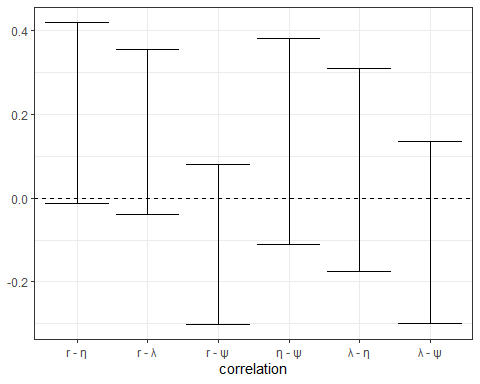 0.4
0.2
0.0
-0.2
r - η
r - λ
r - ψ
η - ψ
λ - η
λ - ψ
correlation